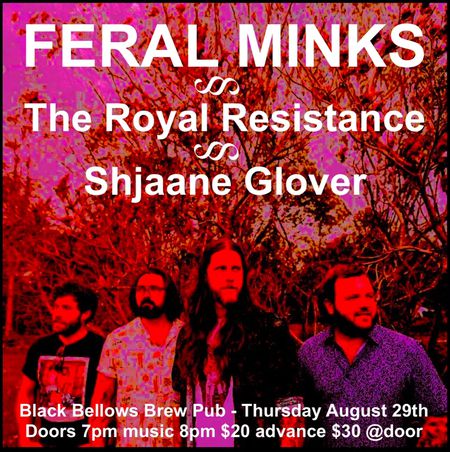 FERAL MINKS
The Royal Resistance
Shjaane Glover
Black Bellows Brew Pub - Thursday August 29th
Doors 7pm music 8pm $20 advance $30 @door